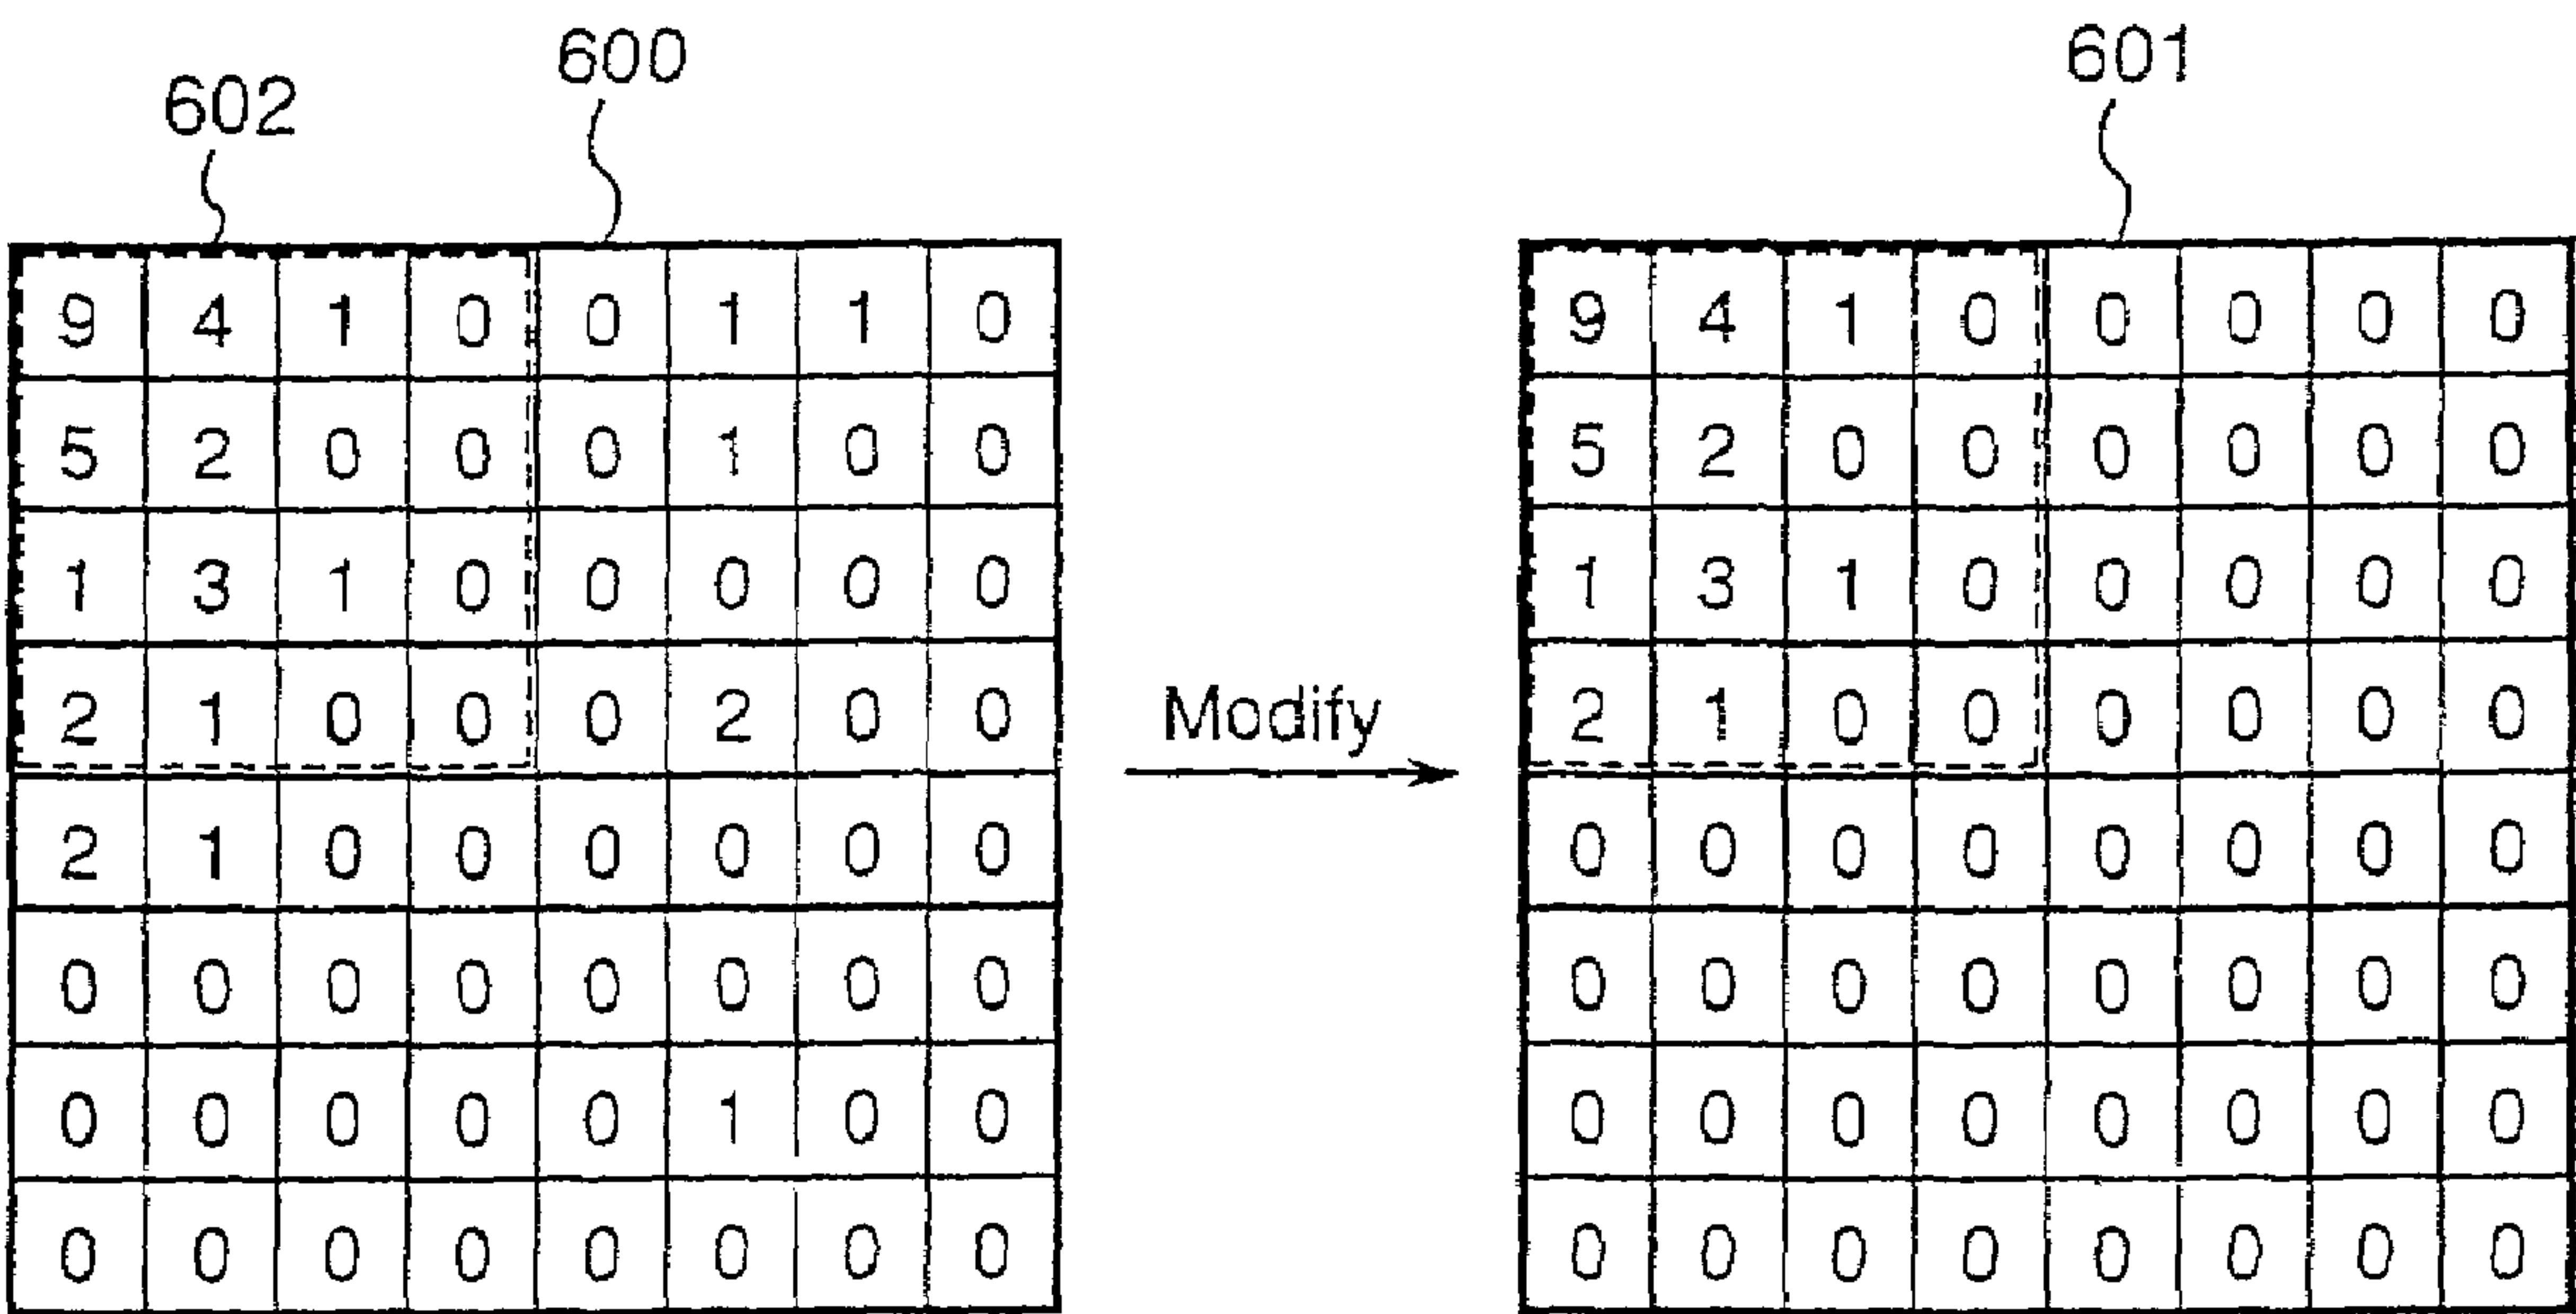 602 600 601
9 4 1 0 0 1 1 0 9 4 1 0 0 0 0 0
5 2 0 0 0 1 0 0 5 2 0 0 0 0 0 0
1 3 1 0 0 0 0 0 1 3 1 0 0 0 0 0
2 1 0 0 0 2 0 0 2 1 0 0 0 0 0 0
Modify
2 1 0 0 0 0 0 0 0 0 0 0 0 0 0 0
0 0 0 0 0 0 0 0 0 0 0 0 0 0 0 0
0 0 0 0 0 1 0 0 0 0 0 0 0 0 0 0
0 0 0 0 0 0 0 0 0 0 0 0 0 0 0 0